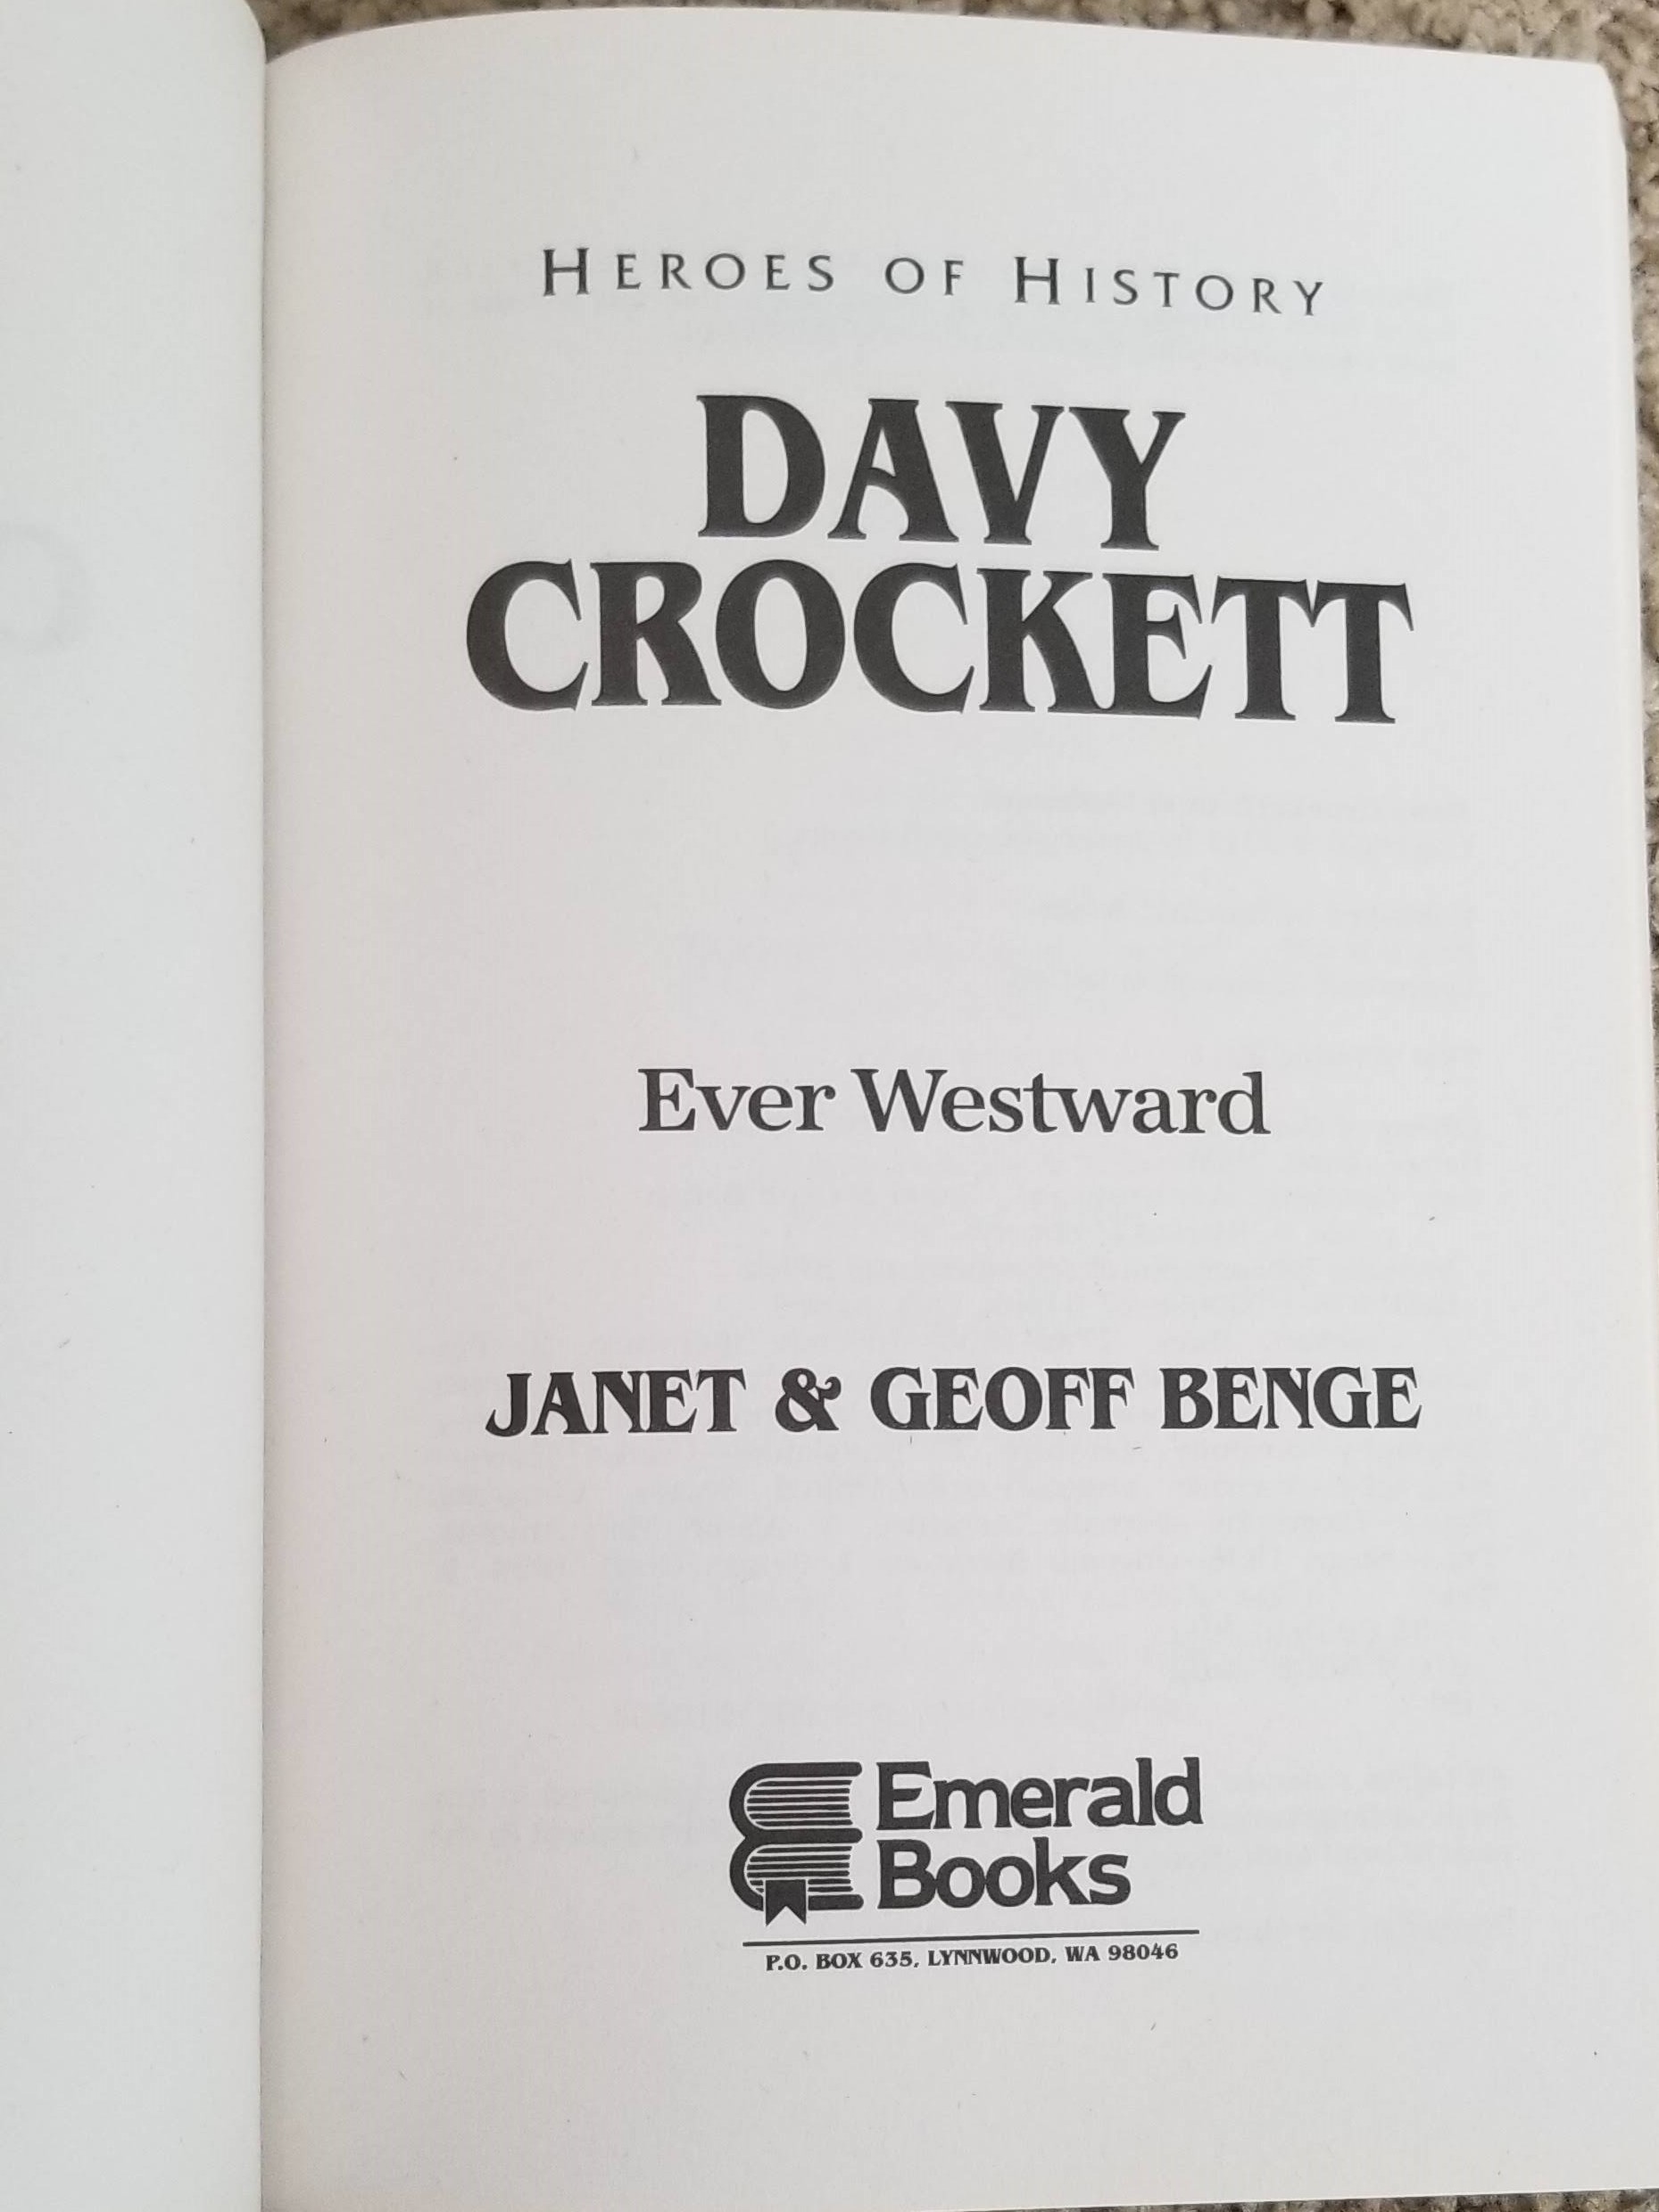 HEROES OF HISTORY
DAVY
CROCKETT
Ever Westward
JANET & GEOFF BENGE
Emerald
Books
P.O. BOX 635, LYNNWOOD, WA 98046